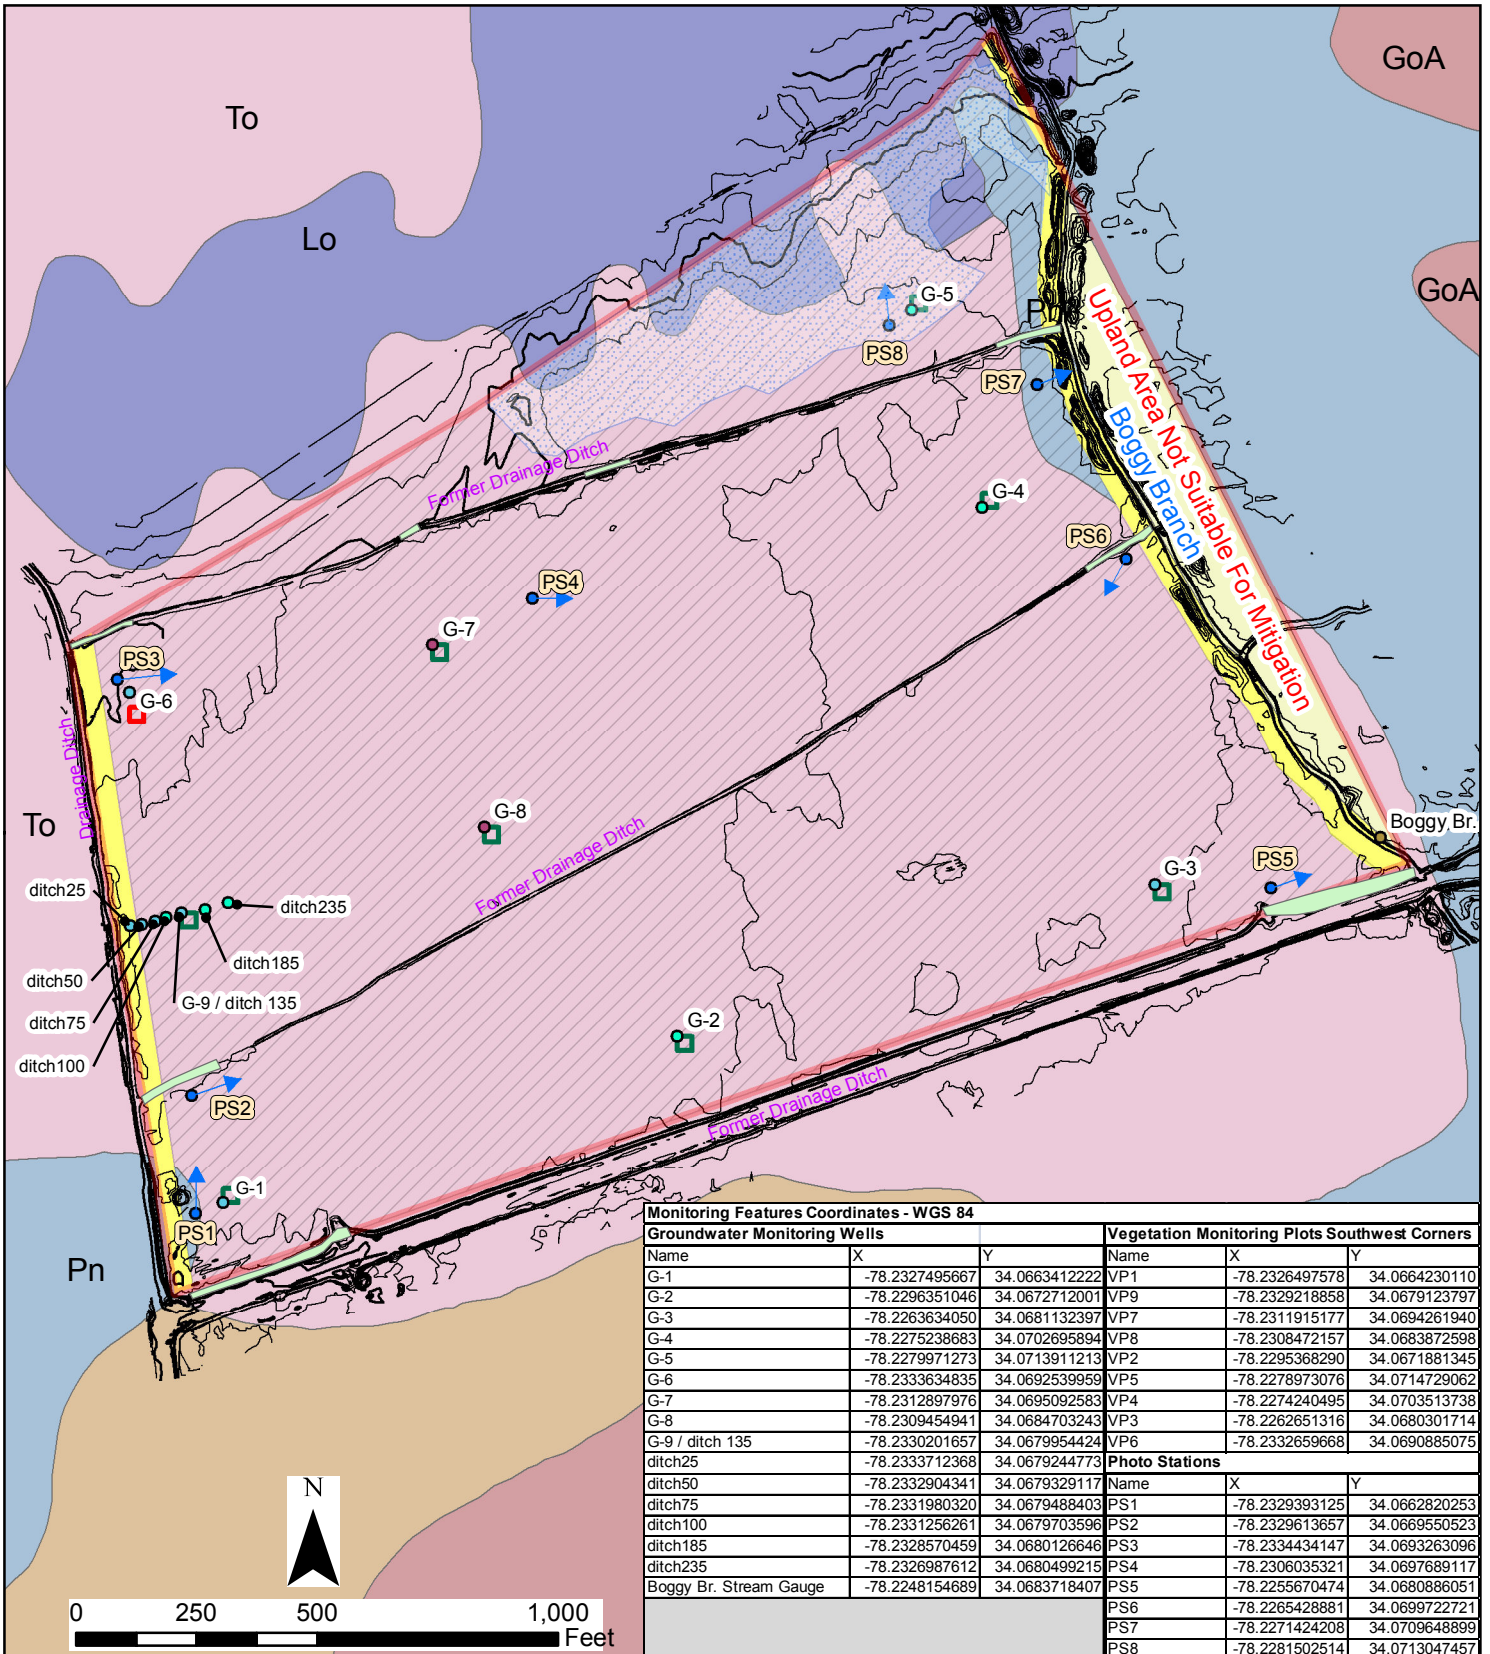 GoA
To
Lo
GoA
G-5
PS8
PS7
Upland Area Not Suitable For Mitigation
Boggy Branch
Former Drainage Ditch
G-4
PS6
PS4
G-7
PS3
G-6
Drainage Ditch
To
G-8
Boggy Br.
Former Drainage Ditch
PS5
G-3
ditch25
ditch235
ditch185
ditch50
G-9 / ditch 135
ditch75
G-2
ditch100
PS2
Former Drainage Ditch
G-1
PS1
Pn
Monitoring Features Coordinates - WGS 84
Groundwater Monitoring Wells
Name X Y
G-1 -78.2327495667 34.0663412222
G-2 -78.2296351046 34.0672712001
G-3 -78.2263634050 34.0681132397
G-4 -78.2275238683 34.0702695894
G-5 -78.2279971273 34.0713911213
G-6 -78.2333634835 34.0692539959
G-7 -78.2312897976 34.0695092583
G-8 -78.2309454941 34.0684703243
G-9 / ditch 135 -78.2330201657 34.0679954424
ditch25 -78.2333712368 34.0679244773
ditch50 -78.2332904341 34.0679329117
ditch75 -78.2331980320 34.0679488403
ditch100 -78.2331256261 34.0679703596
ditch185 -78.2328570459 34.0680126646
ditch235 -78.2326987612 34.0680499215
Boggy Br. Stream Gauge -78.2248154689 34.0683718407
Vegetation Monitoring Plots Southwest Corners
Name X Y
VP1 -78.2326497578 34.0664230110
VP9 -78.2329218858 34.0679123797
VP7 -78.2311915177 34.0694261940
VP8 -78.2308472157 34.0683872598
VP2 -78.2295368290 34.0671881345
VP5 -78.2278973076 34.0714729062
VP4 -78.2274240495 34.0703513738
VP3 -78.2262651316 34.0680301714
VP6 -78.2332659668 34.0690885075
Photo Stations
Name X Y
PS1 -78.2329393125 34.0662820253
PS2 -78.2329613657 34.0669550523
PS3 -78.2334434147 34.0693263096
PS4 -78.2306035321 34.0697689117
PS5 -78.2255670474 34.0680886051
PS6 -78.2265428881 34.0699722721
PS7 -78.2271424208 34.0709648899
PS8 -78.2281502514 34.0713047457
N
0 250 500 1,000
Feet